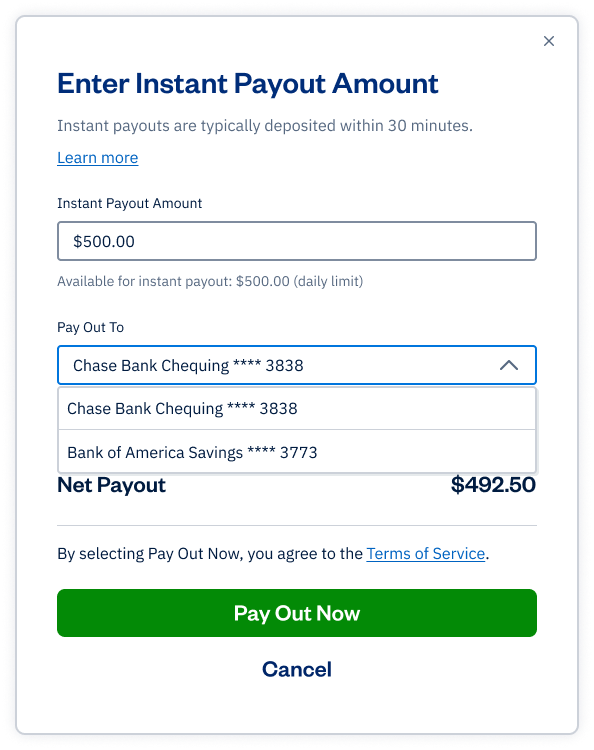 Enter Instant Payout Amount
Instant payouts are typically deposited within 30 minutes.
Learn more
Instant Payout Amount
$500.00
Available for instant payout: $500.00 (daily limit)
Pay Out To
Chase Bank Chequing **** 3838
Chase Bank Chequing **** 3838
Bank of America Savings **** 3773
Net Payout $492.50
By selecting Pay Out Now, you agree to the Terms of Service.
Pay Out Now
Cancel